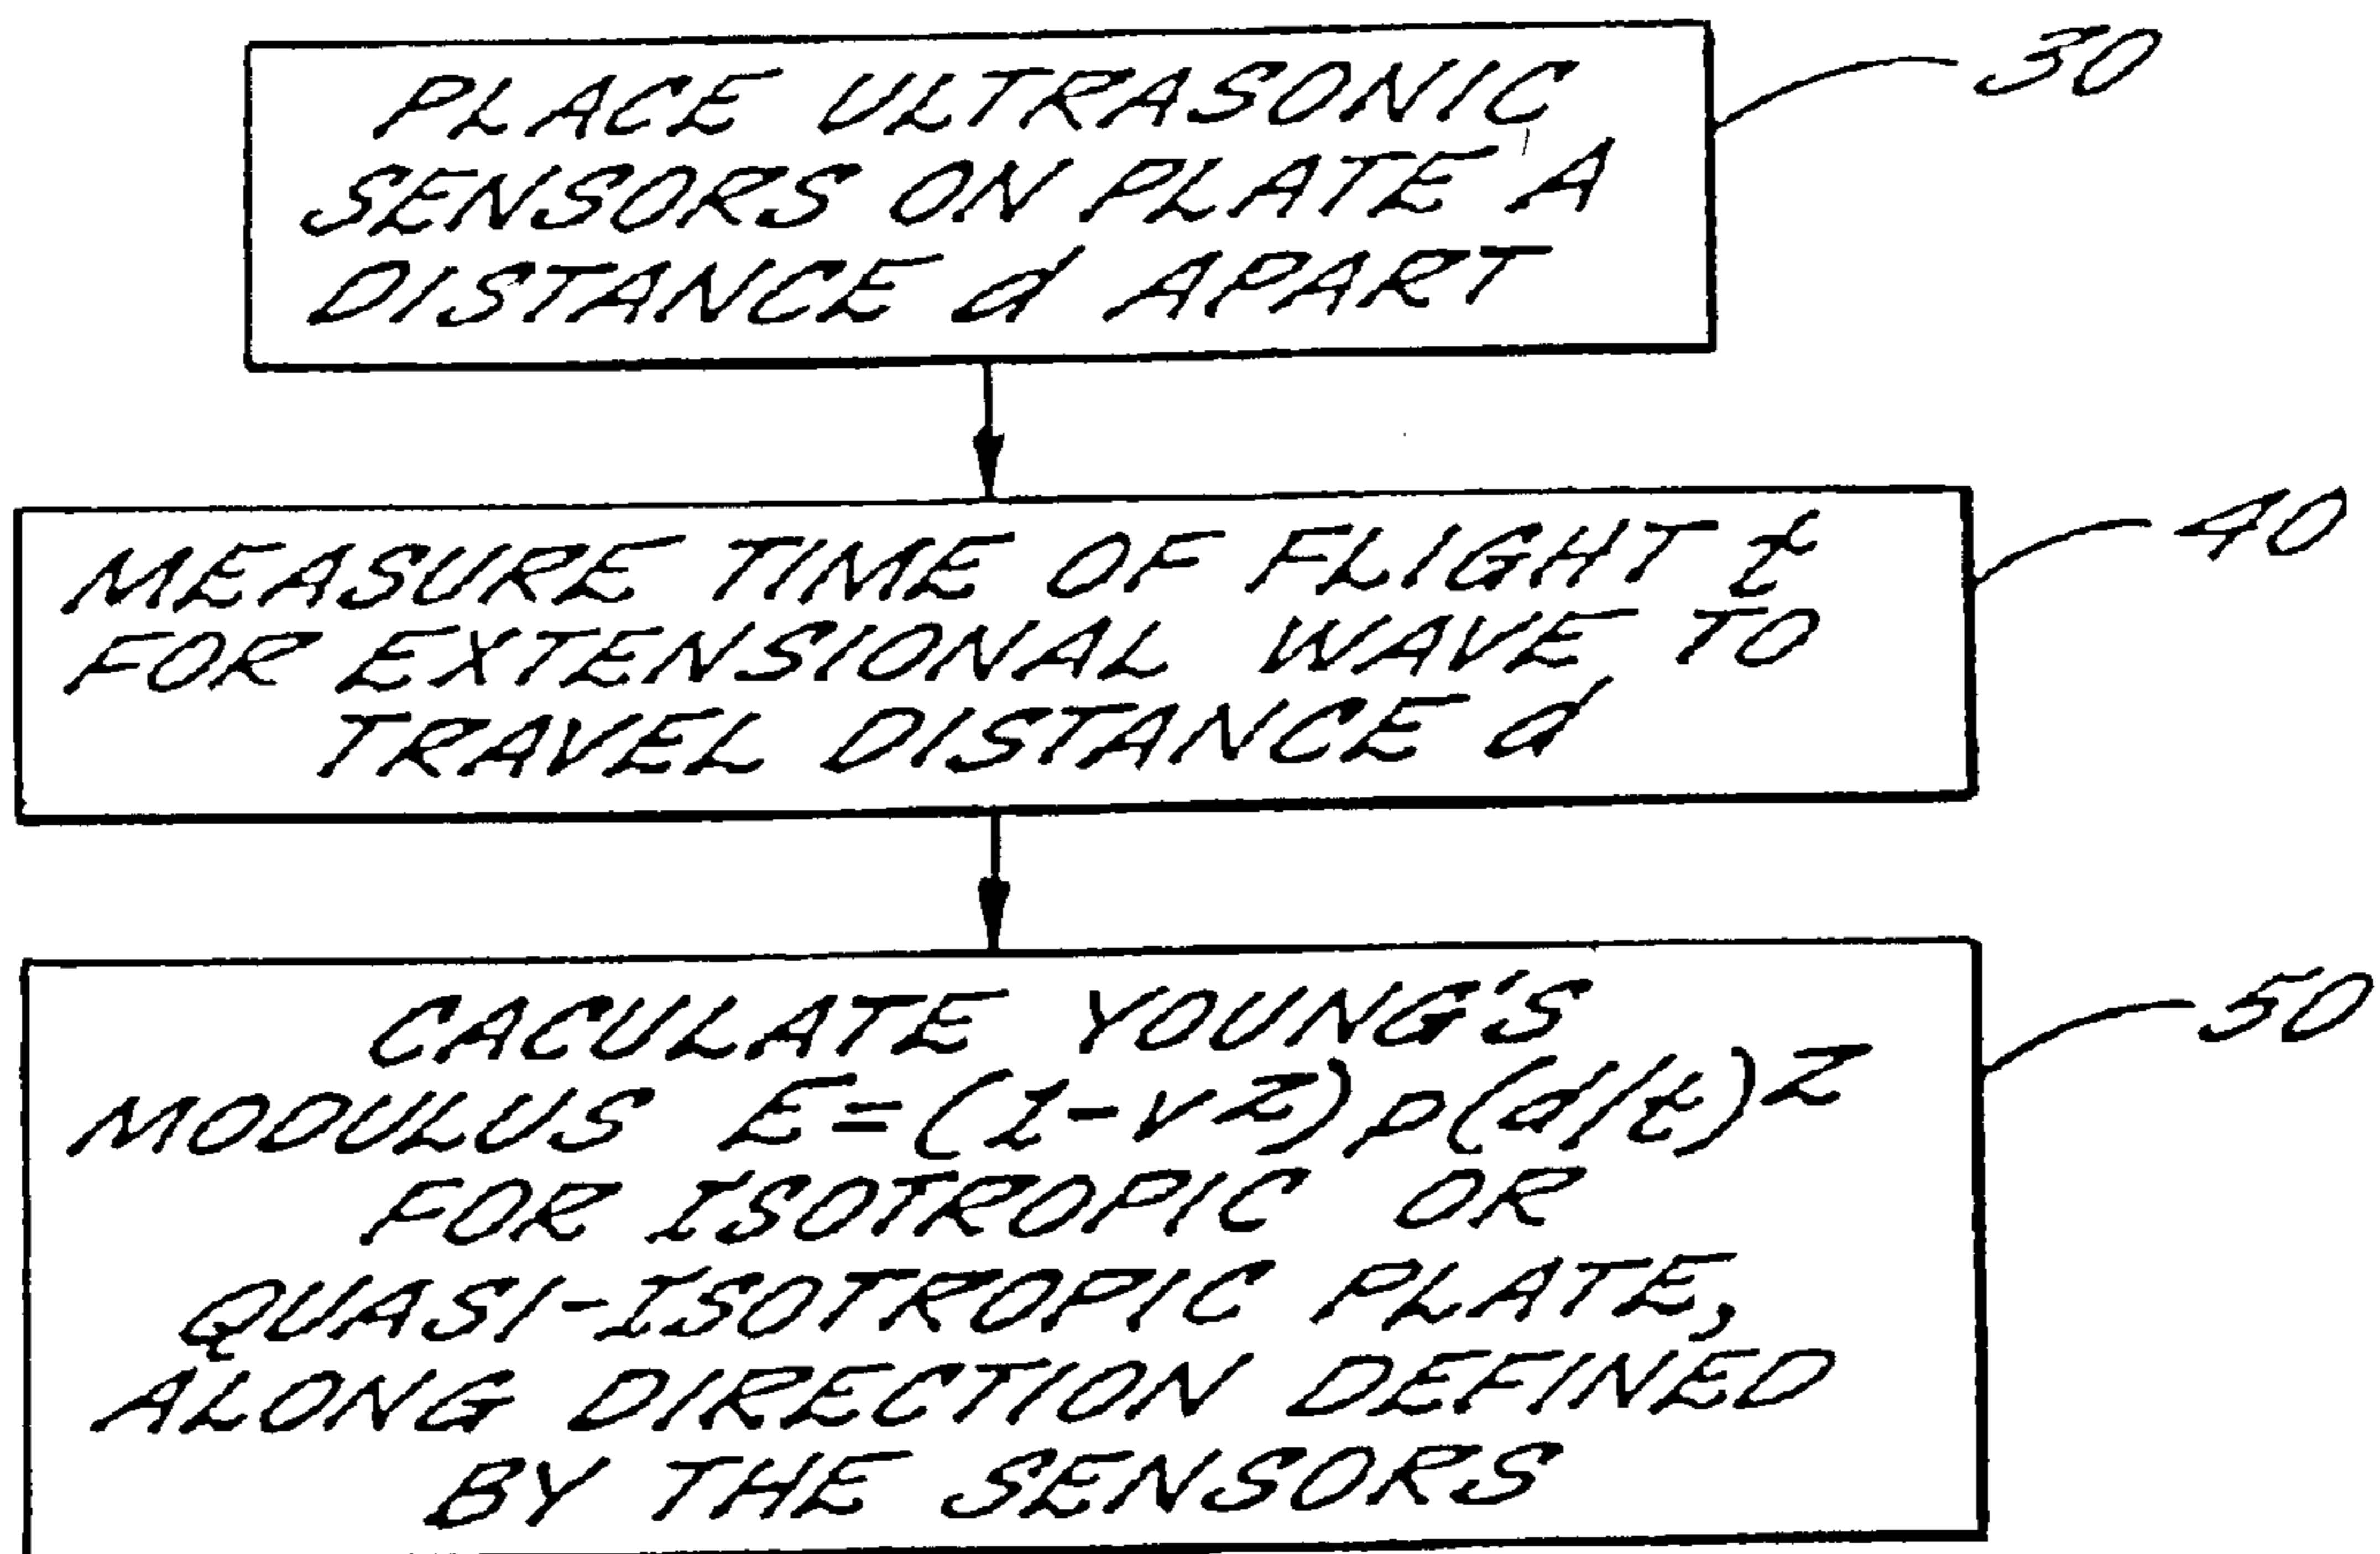 PLACE ULTRASONIC
SENSORS ON PLATE A
DISTANCE d APART
30
MEASURE TIME OF FLIGHT t
FOR EXTENSIONAL WAVE TO
TRAVEL DISTANCE d
40
CACULATE YOUNG'S
MODULUS E=(1-v2)p(d/t)2
FOR ISOTROPIC OR
QUASI-ISOTROPIC PLATE,
ALONG DIRECTION DEFINED
BY THE SENSORS
50